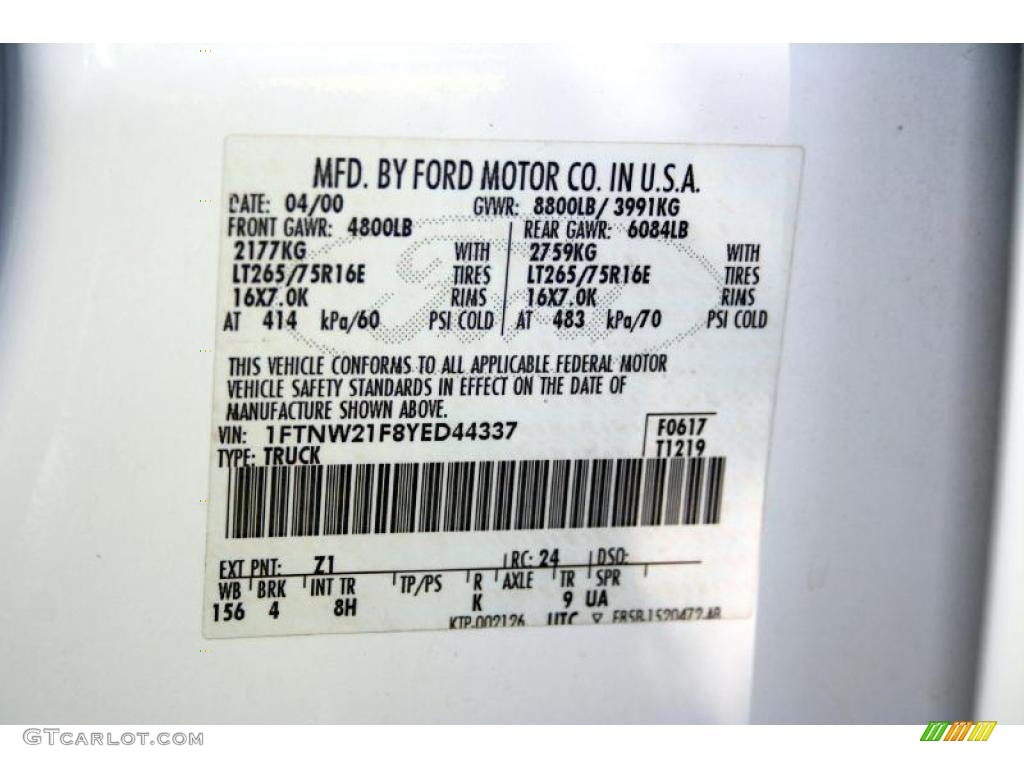 MFD. BY FORD MOTOR CO. IN U.S.A.
DATE: 04/00 GVWR: 8800LB/ 3991KG
FRONT GAWR: 4800LB REAR GAWR: 6084LB
2177KG WITH 2759KG WITH
LT265/75R16E TIRES LT265/75R16E TIRES
16X7.0K RIMS 16X7.0K RIMS
AT 414 kPa/60 PSI COLD AT 483 kPa/70 PSI COLD
THIS VEHICLE CONFORMS TO ALL APPLICABLE FEDERAL MOTOR
VEHICLE SAFETY STANDARDS IN EFFECT ON THE DATE OF
MANUFACTURE SHOWN ABOVE.
VIN: 1FTNW21F8YED44337 F0617
TYPE: TRUCK T1219
EXT PNT: Z1 RC: 24 DSO:
WB BRK INT TR TP/PS R AXLE TR SPR
156 4 8H K 9 UA
KTP-002126 UTC
GTCarLot.com